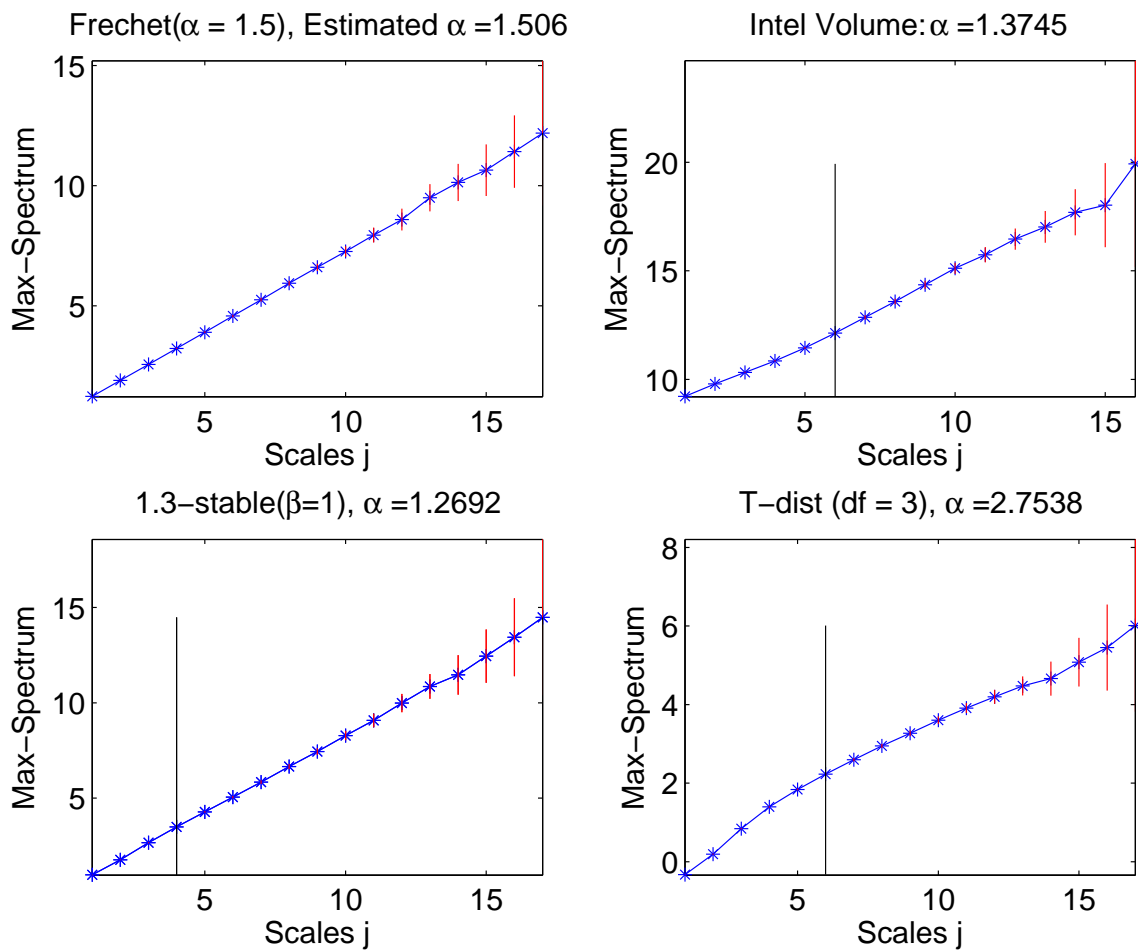 Frechet(α = 1.5), Estimated α =1.506
15
10
5
Max−Spectrum
5 10 15
Scales j
Intel Volume: α =1.3745
20
15
10
Max−Spectrum
5 10 15
Scales j
1.3−stable(β=1), α =1.2692
15
10
5
Max−Spectrum
5 10 15
Scales j
T−dist (df = 3), α =2.7538
8
6
4
2
0
Max−Spectrum
5 10 15
Scales j